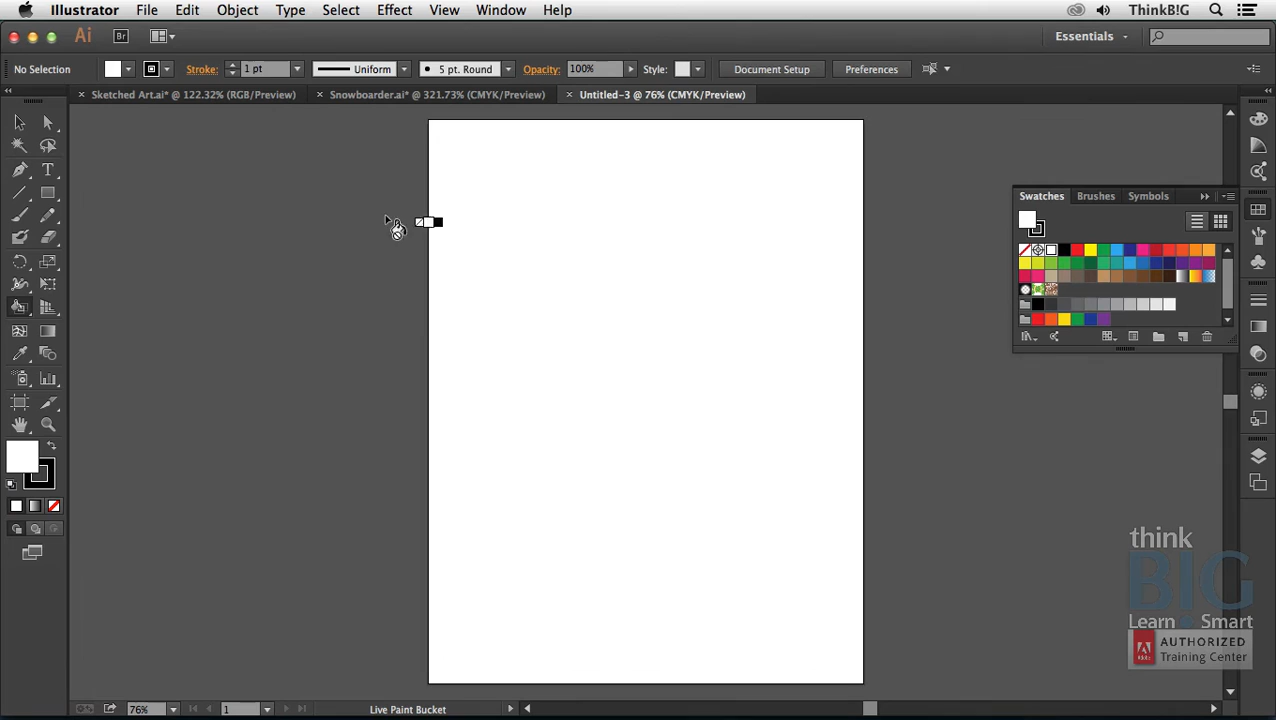 Illustrator File Edit Object Type Select Effect View Window Help ThinkB!G
Ai Br Essentials
No Selection Stroke: 1 pt Uniform 5 pt. Round Opacity: 100% Style: Document Setup Preferences
Sketched Art.ai* @ 122.32% (RGB/Preview) Snowboarder.ai* @ 321.73% (CMYK/Preview) Untitled-3 @ 76% (CMYK/Preview)
T
Swatches Brushes Symbols
think
BIG
Learn Smart
AUTHORIZED
Training Center
76% 1 Live Paint Bucket